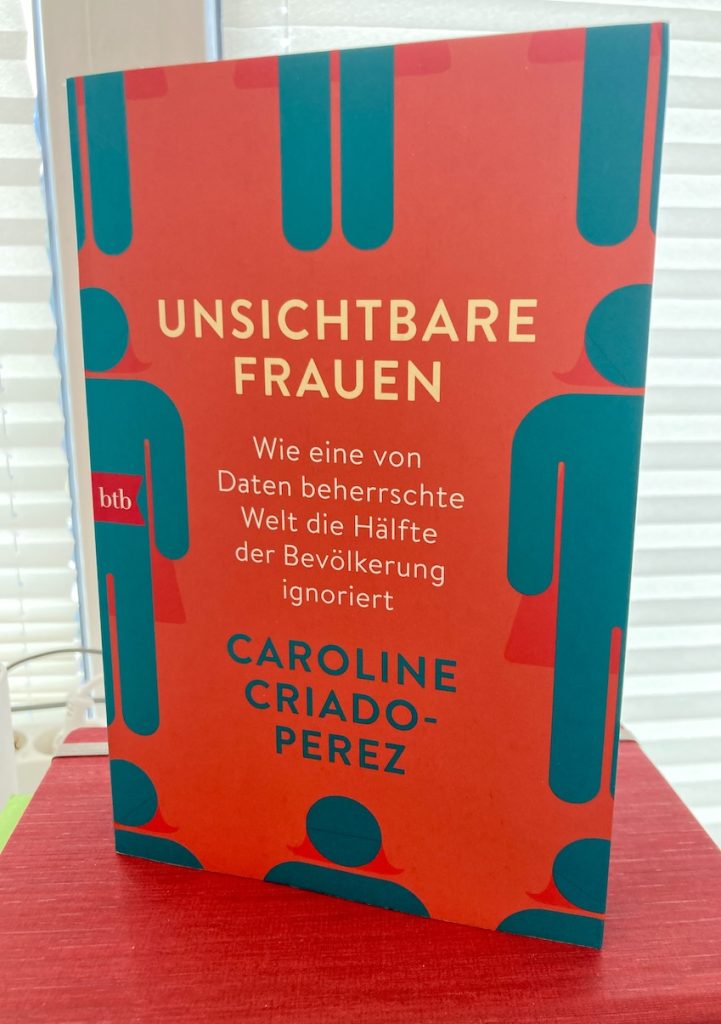 UNSICHTBARE
FRAUEN
Wie eine von
Daten beherrschte
Welt die Hälfte
der Bevölkerung
ignoriert
btb
CAROLINE
CRIADO-
PEREZ